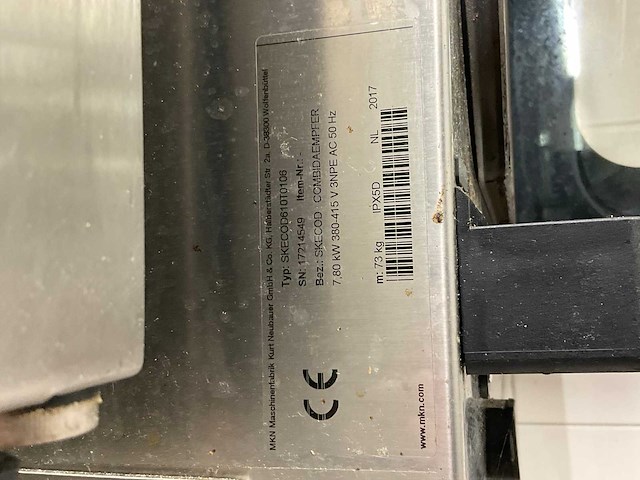 MKN Maschinenfabrik Kurt Neubauer GmbH & Co. KG, Halberstädter Str. 2a, D-38300 Wolfenbüttel
Typ: SKECOD610T0106
SN: 17214549 Item-Nr.: -
Bez.: SKECOD COMBIDAEMPFER
7,80 kW 380-415 V 3NPE AC 50 Hz
m: 73 kg IPX5D NL 2017
CE
www.mkn.com